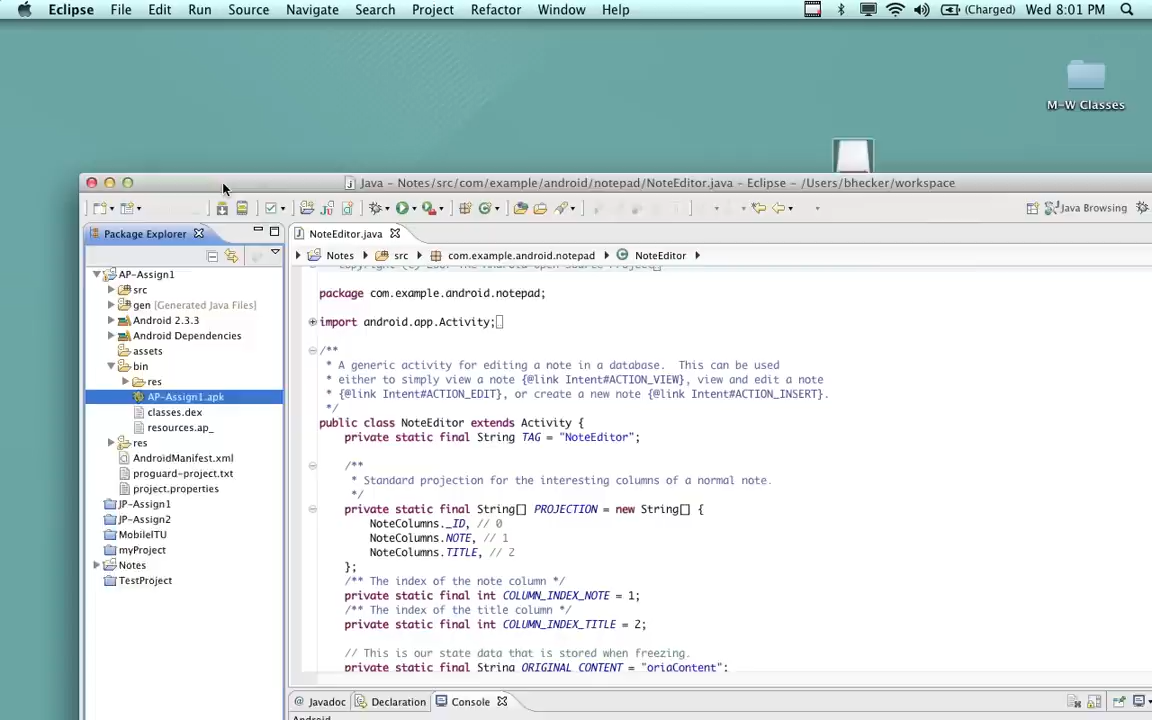 Eclipse File Edit Run Source Navigate Search Project Refactor Window Help (Charged) Wed 8:01 PM
M-W Classes
Java - Notes/src/com/example/android/notepad/NoteEditor.java - Eclipse - /Users/bhecker/workspace
Java Browsing
Package Explorer
AP-Assign1
src
gen [Generated Java Files]
Android 2.3.3
Android Dependencies
assets
bin
res
AP-Assign1.apk
classes.dex
resources.ap_
res
AndroidManifest.xml
proguard-project.txt
project.properties
JP-Assign1
JP-Assign2
MobileITU
myProject
Notes
TestProject
NoteEditor.java
Notes src com.example.android.notepad NoteEditor
package com.example.android.notepad;
import android.app.Activity;
/**
* A generic activity for editing a note in a database.  This can be used
* either to simply view a note {@link Intent#ACTION_VIEW}, view and edit a note
* {@link Intent#ACTION_EDIT}, or create a new note {@link Intent#ACTION_INSERT}.
*/
public class NoteEditor extends Activity {
private static final String TAG = "NoteEditor";
/**
* Standard projection for the interesting columns of a normal note.
*/
private static final String[] PROJECTION = new String[] {
NoteColumns._ID, // 0
NoteColumns.NOTE, // 1
NoteColumns.TITLE, // 2
};
/** The index of the note column */
private static final int COLUMN_INDEX_NOTE = 1;
/** The index of the title column */
private static final int COLUMN_INDEX_TITLE = 2;
// This is our state data that is stored when freezing.
private static final String ORIGINAL_CONTENT = "origContent";
@ Javadoc Declaration Console
Android